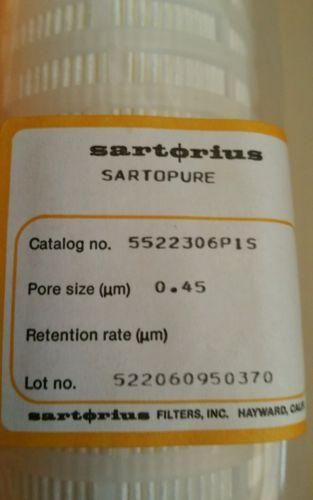 sartorius
SARTOPURE
Catalog no. 5522306P1S
Pore size (µm) 0.45
Retention rate (µm)
Lot no. 522060950370
sartorius FILTERS, INC. HAYWARD,